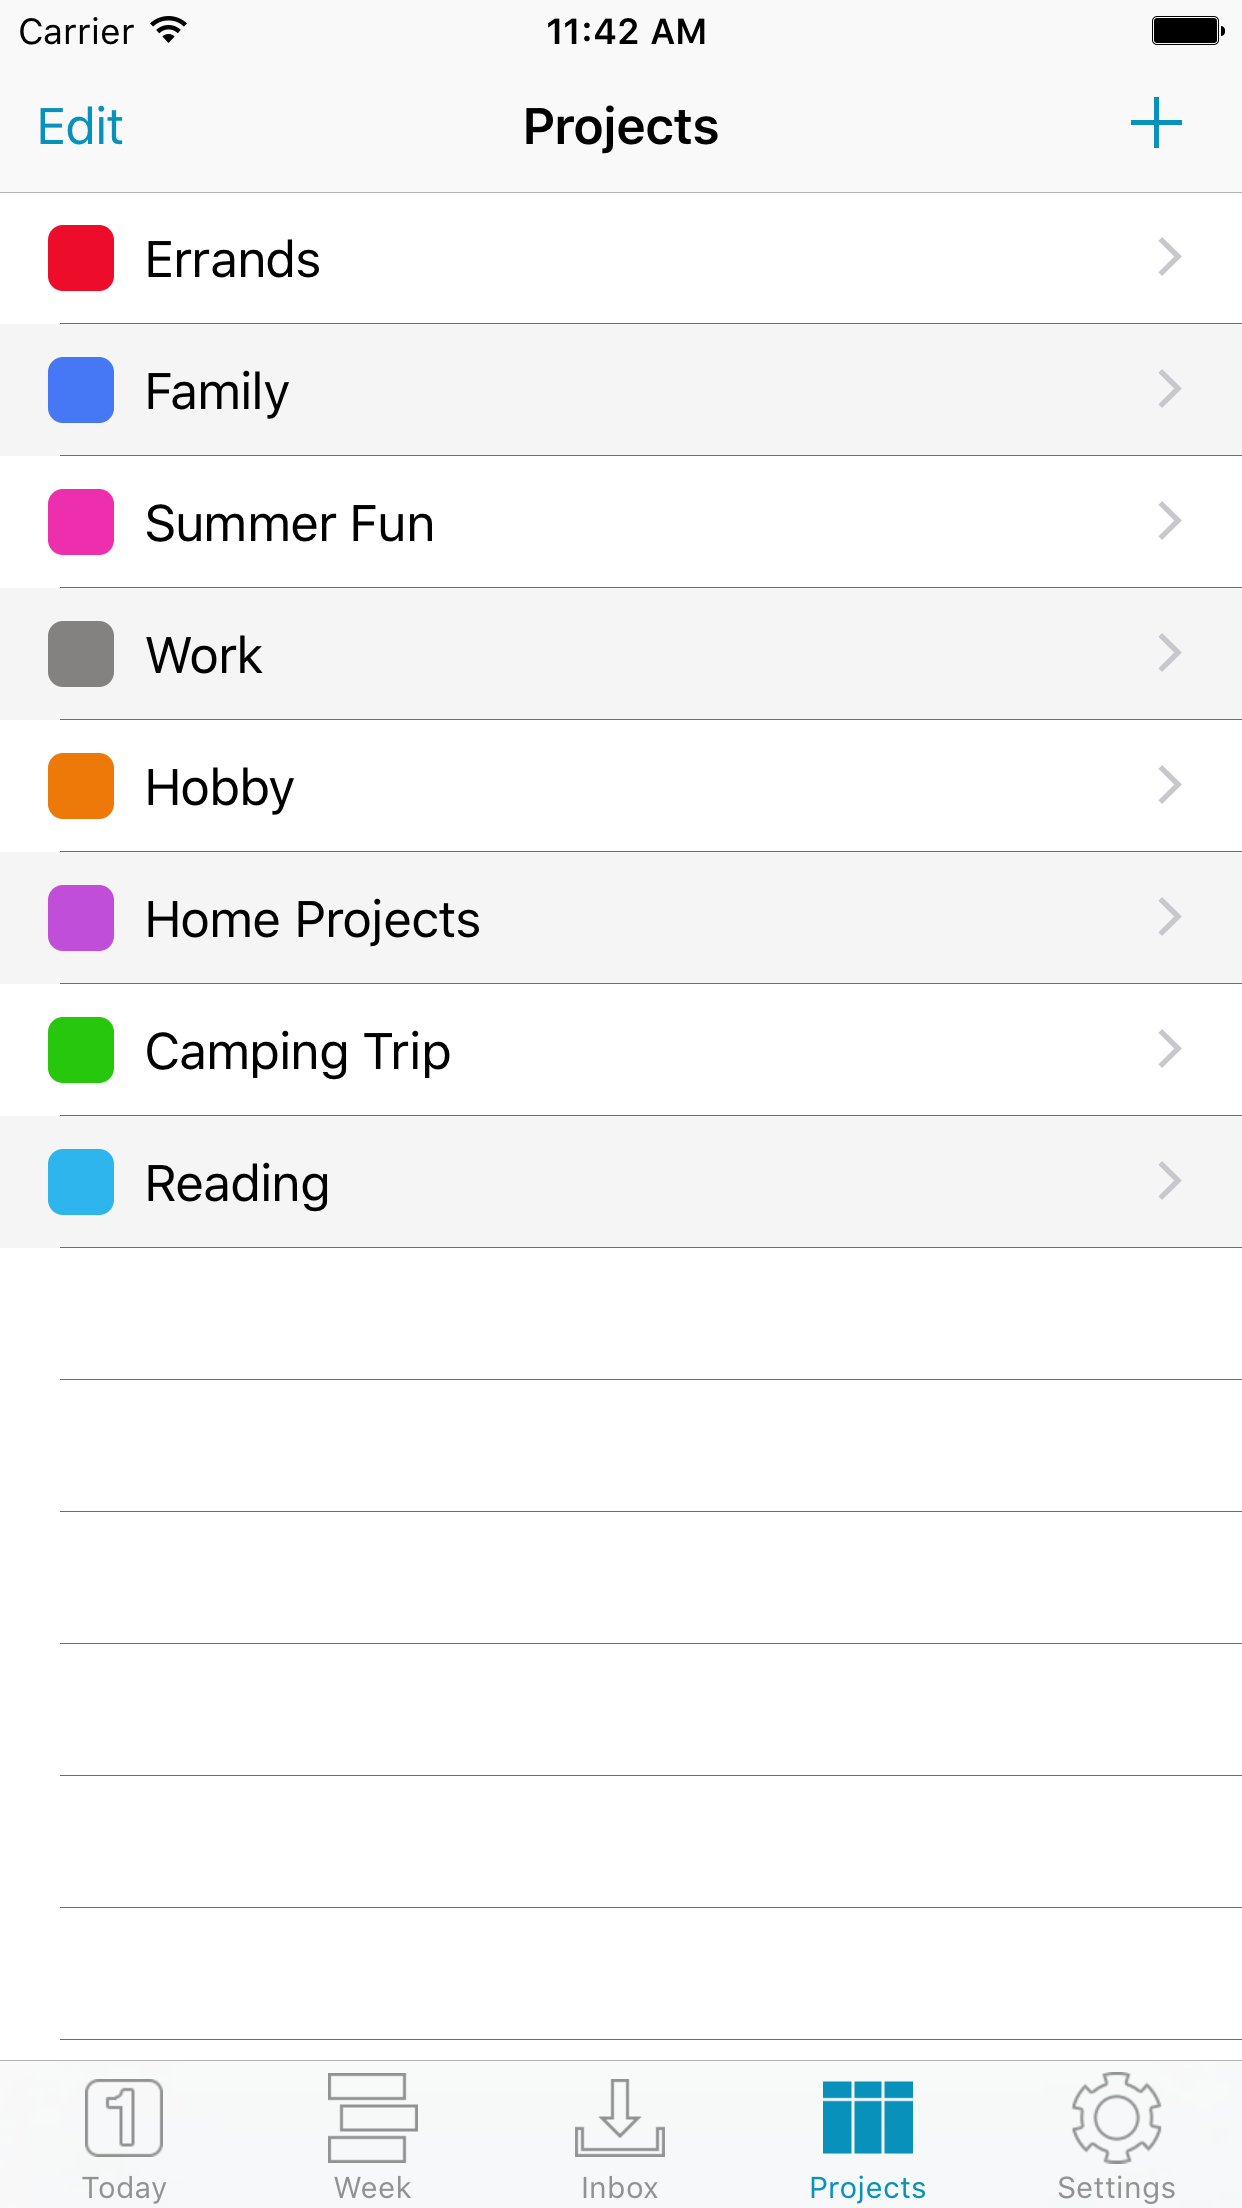 Carrier 11:42 AM
Edit Projects
Errands
Family
Summer Fun
Work
Hobby
Home Projects
Camping Trip
Reading
1
Today Week Inbox Projects Settings